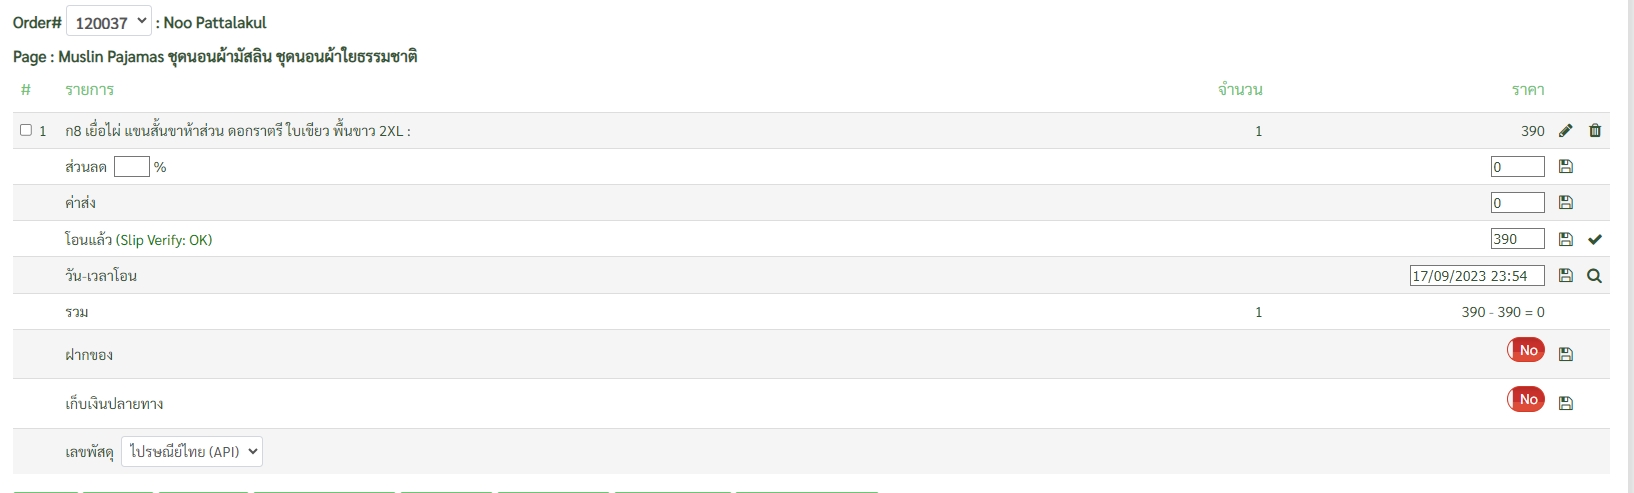 Order# 120037 : Noo Pattalakul
Page : Muslin Pajamas ชุดนอนผ้ามัสลิน ชุดนอนผ้าใยธรรมชาติ
# รายการ จำนวน ราคา
1 ก8 เยื่อไผ่ แขนสั้นขาห้าส่วน ดอกราตรี ใบเขียว พื้นขาว 2XL : 1 390
ส่วนลด % 0
ค่าส่ง 0
โอนแล้ว (Slip Verify: OK) 390
วัน-เวลาโอน 17/09/2023 23:54
รวม 1 390 - 390 = 0
ฝากของ No
เก็บเงินปลายทาง No
เลขพัสดุ ไปรษณีย์ไทย (API)